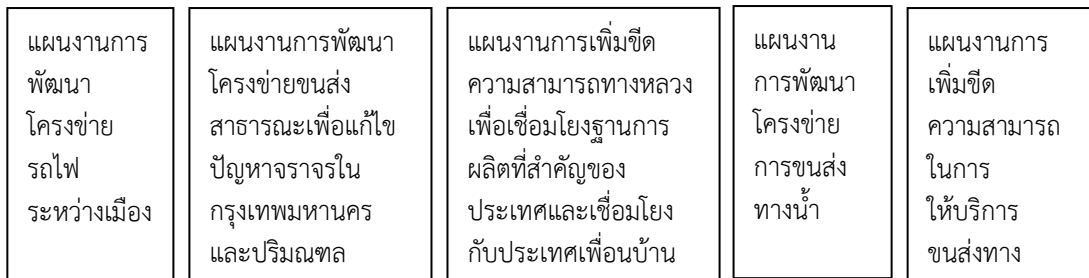 แผนงานการ
พัฒนา
โครงข่าย
รถไฟ
ระหว่างเมือง
แผนงานการพัฒนา
โครงข่ายขนส่ง
สาธารณะเพื่อแก้ไข
ปัญหาจราจรใน
กรุงเทพมหานคร
และปริมณฑล
แผนงานการเพิ่มขีด
ความสามารถทางหลวง
เพื่อเชื่อมโยงฐานการ
ผลิตที่สำคัญของ
ประเทศและเชื่อมโยง
กับประเทศเพื่อนบ้าน
แผนงาน
การพัฒนา
โครงข่าย
การขนส่ง
ทางน้ำ
แผนงานการ
เพิ่มขีด
ความสามารถ
ในการ
ให้บริการ
ขนส่งทาง